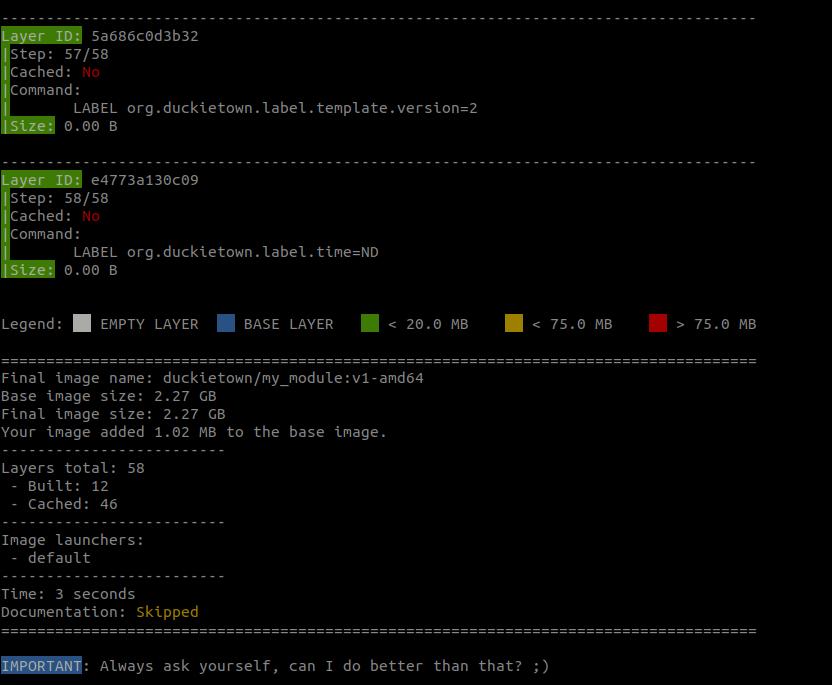 ------------------------------------------------------------------------------------
Layer ID: 5a686c0d3b32
|Step: 57/58
|Cached: No
|Command:
|       LABEL org.duckietown.label.template.version=2
|Size: 0.00 B
------------------------------------------------------------------------------------
Layer ID: e4773a130c09
|Step: 58/58
|Cached: No
|Command:
|       LABEL org.duckietown.label.time=ND
|Size: 0.00 B
Legend: EMPTY LAYER BASE LAYER < 20.0 MB < 75.0 MB > 75.0 MB
====================================================================================
Final image name: duckietown/my_module:v1-amd64
Base image size: 2.27 GB
Final image size: 2.27 GB
Your image added 1.02 MB to the base image.
-------------------------
Layers total: 58
 - Built: 12
 - Cached: 46
-------------------------
Image launchers:
 - default
-------------------------
Time: 3 seconds
Documentation: Skipped
====================================================================================
IMPORTANT: Always ask yourself, can I do better than that? ;)